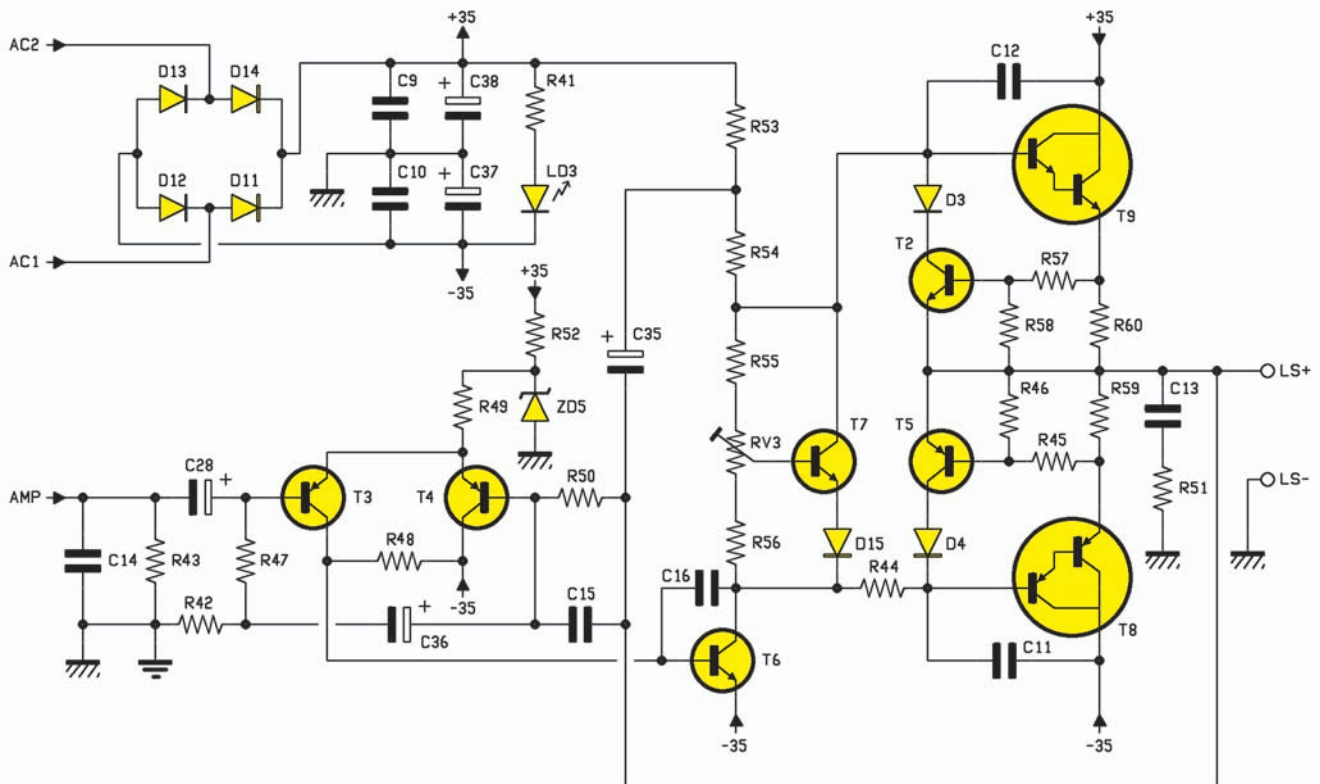 +35
+35
AC2
C12
D13
D14
C9
+
C38
R41
R53
D12
D11
C10
+
C37
LD3
D3
T9
R54
T2
R57
AC1
-35
+35
R58
R60
R52
+
C35
R55
LS+
R49
ZD5
R46
R59
C13
RV3
T7
T5
R45
C28
+
AMP
T3
T4
R50
R51
LS-
C14
R43
R47
R48
R56
D15
D4
C16
R44
-35
C15
R42
+
C36
T8
T6
C11
-35
-35